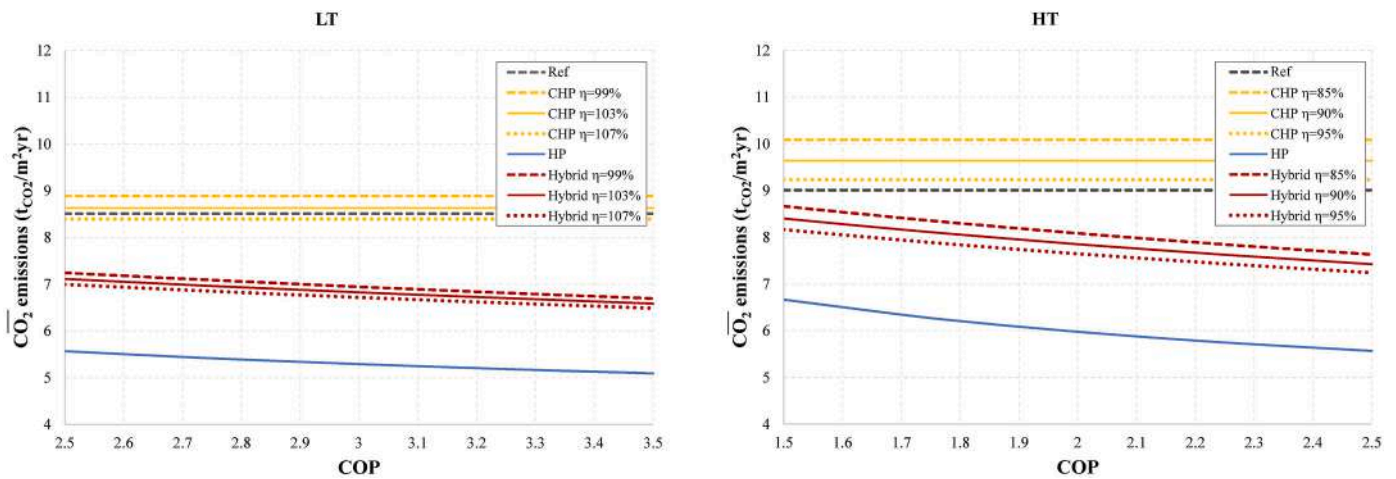 LT
12
11
10
9
8
7
6
5
4
C̅O̅₂ emissions (t_CO2/m²yr)
Ref
CHP η=99%
CHP η=103%
CHP η=107%
HP
Hybrid η=99%
Hybrid η=103%
Hybrid η=107%
2.5 2.6 2.7 2.8 2.9 3 3.1 3.2 3.3 3.4 3.5
COP
HT
12
11
10
9
8
7
6
5
4
C̅O̅₂ emissions (t_CO2/m²yr)
Ref
CHP η=85%
CHP η=90%
CHP η=95%
HP
Hybrid η=85%
Hybrid η=90%
Hybrid η=95%
1.5 1.6 1.7 1.8 1.9 2 2.1 2.2 2.3 2.4 2.5
COP